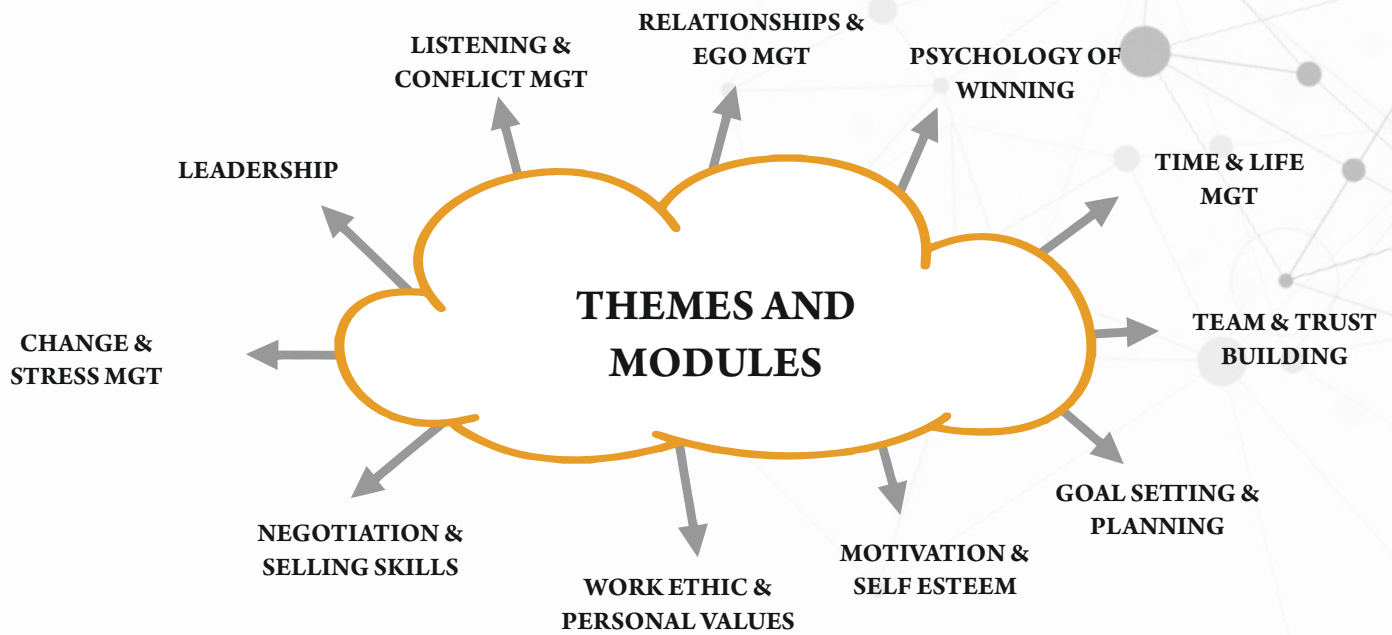 RELATIONSHIPS &
EGO MGT
LISTENING &
CONFLICT MGT
PSYCHOLOGY OF
WINNING
LEADERSHIP
TIME & LIFE
MGT
THEMES AND
MODULES
CHANGE &
STRESS MGT
TEAM & TRUST
BUILDING
GOAL SETTING &
PLANNING
NEGOTIATION &
SELLING SKILLS
MOTIVATION &
SELF ESTEEM
WORK ETHIC &
PERSONAL VALUES